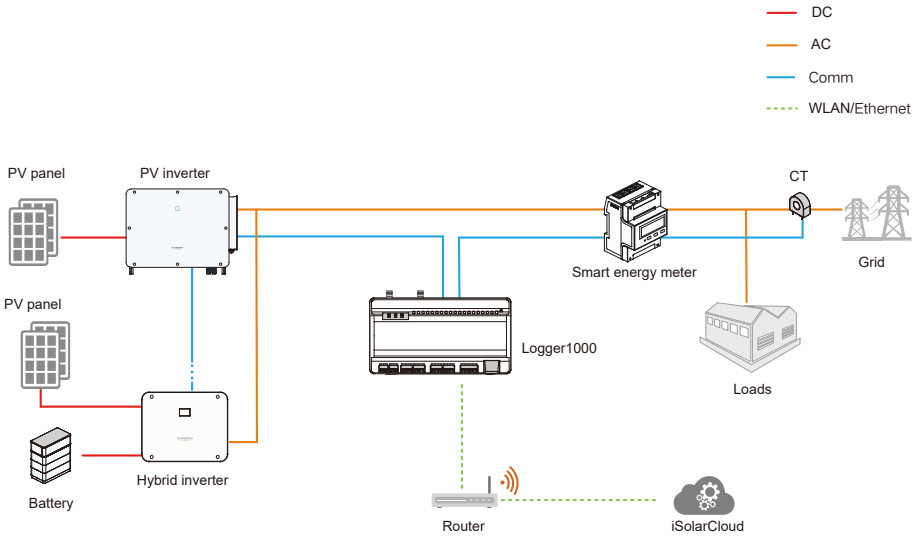 DC
AC
Comm
WLAN/Ethernet
PV panel
PV inverter
CT
Smart energy meter
Grid
PV panel
Logger1000
Loads
Hybrid inverter
Battery
Router
iSolarCloud